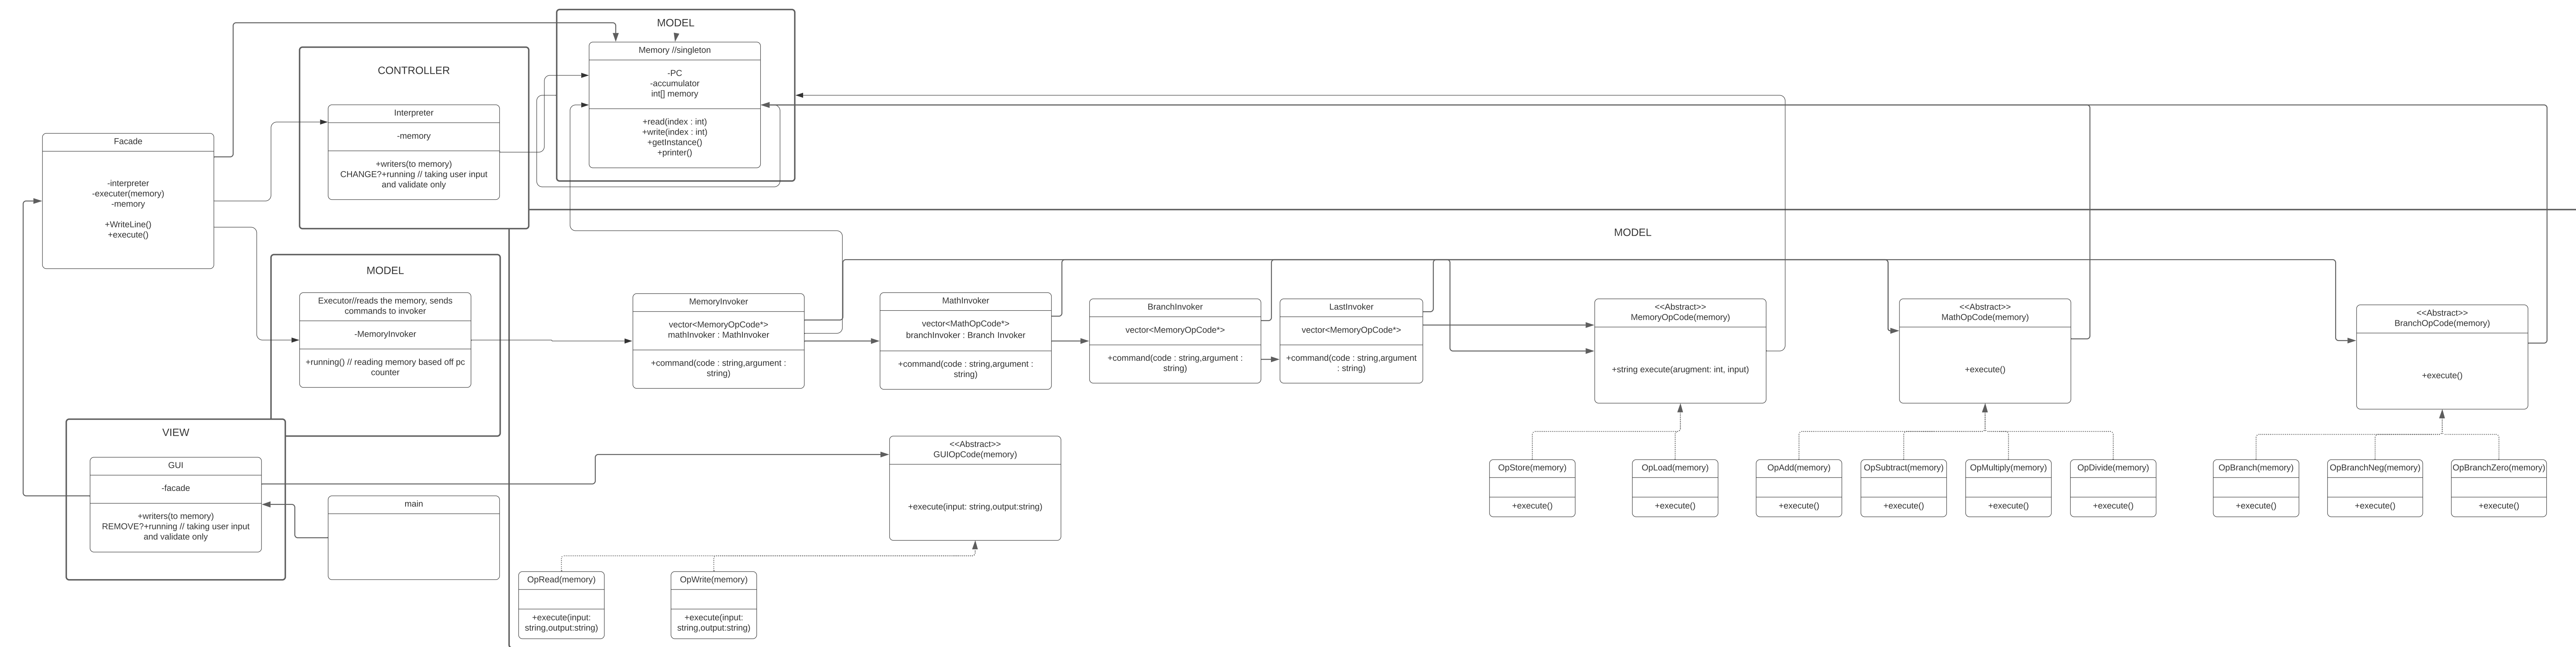 MODEL
Memory //singleton
-PC
-accumulator
int[] memory
+read(index : int)
+write(index : int)
+getInstance()
+printer()
CONTROLLER
Interpreter
-memory
+writers(to memory)
CHANGE?+running // taking user input
and validate only
Facade
-interpreter
-executer(memory)
-memory
+WriteLine()
+execute()
MODEL
MODEL
Executor//reads the memory, sends
commands to invoker
-MemoryInvoker
+running() // reading memory based off pc
counter
MemoryInvoker
vector<MemoryOpCode*>
mathInvoker : MathInvoker
+command(code : string,argument :
string)
MathInvoker
vector<MathOpCode*>
branchInvoker : Branch Invoker
+command(code : string,argument :
string)
BranchInvoker
vector<MemoryOpCode*>
+command(code : string,argument :
string)
LastInvoker
vector<MemoryOpCode*>
+command(code : string,argument
: string)
<<Abstract>>
MemoryOpCode(memory)
+string execute(arugment: int, input)
<<Abstract>>
MathOpCode(memory)
+execute()
<<Abstract>>
BranchOpCode(memory)
+execute()
VIEW
GUI
-facade
+writers(to memory)
REMOVE?+running // taking user input
and validate only
main
<<Abstract>>
GUIOpCode(memory)
+execute(input: string,output:string)
OpStore(memory)
+execute()
OpLoad(memory)
+execute()
OpAdd(memory)
+execute()
OpSubtract(memory)
+execute()
OpMultiply(memory)
+execute()
OpDivide(memory)
+execute()
OpBranch(memory)
+execute()
OpBranchNeg(memory)
+execute()
OpBranchZero(memory)
+execute()
OpRead(memory)
+execute(input:
string,output:string)
OpWrite(memory)
+execute(input:
string,output:string)